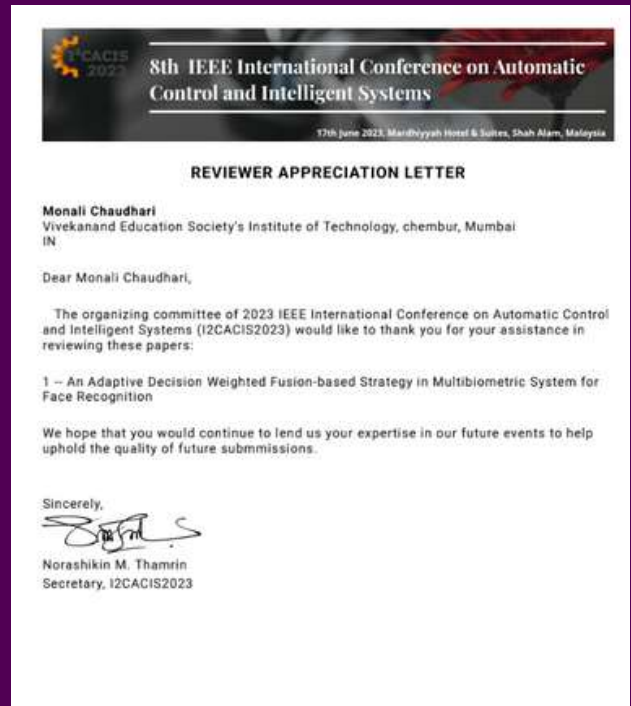 I²CACIS
2023
8th IEEE International Conference on Automatic
Control and Intelligent Systems
17th June 2023, Mardhiyyah Hotel & Suites, Shah Alam, Malaysia
REVIEWER APPRECIATION LETTER
Monali Chaudhari
Vivekanand Education Society's Institute of Technology, chembur, Mumbai
IN
Dear Monali Chaudhari,
The organizing committee of 2023 IEEE International Conference on Automatic Control
and Intelligent Systems (I2CACIS2023) would like to thank you for your assistance in
reviewing these papers:
1 -- An Adaptive Decision Weighted Fusion-based Strategy in Multibiometric System for
Face Recognition
We hope that you would continue to lend us your expertise in our future events to help
uphold the quality of future submmissions.
Sincerely,
Norashikin M. Thamrin
Secretary, I2CACIS2023